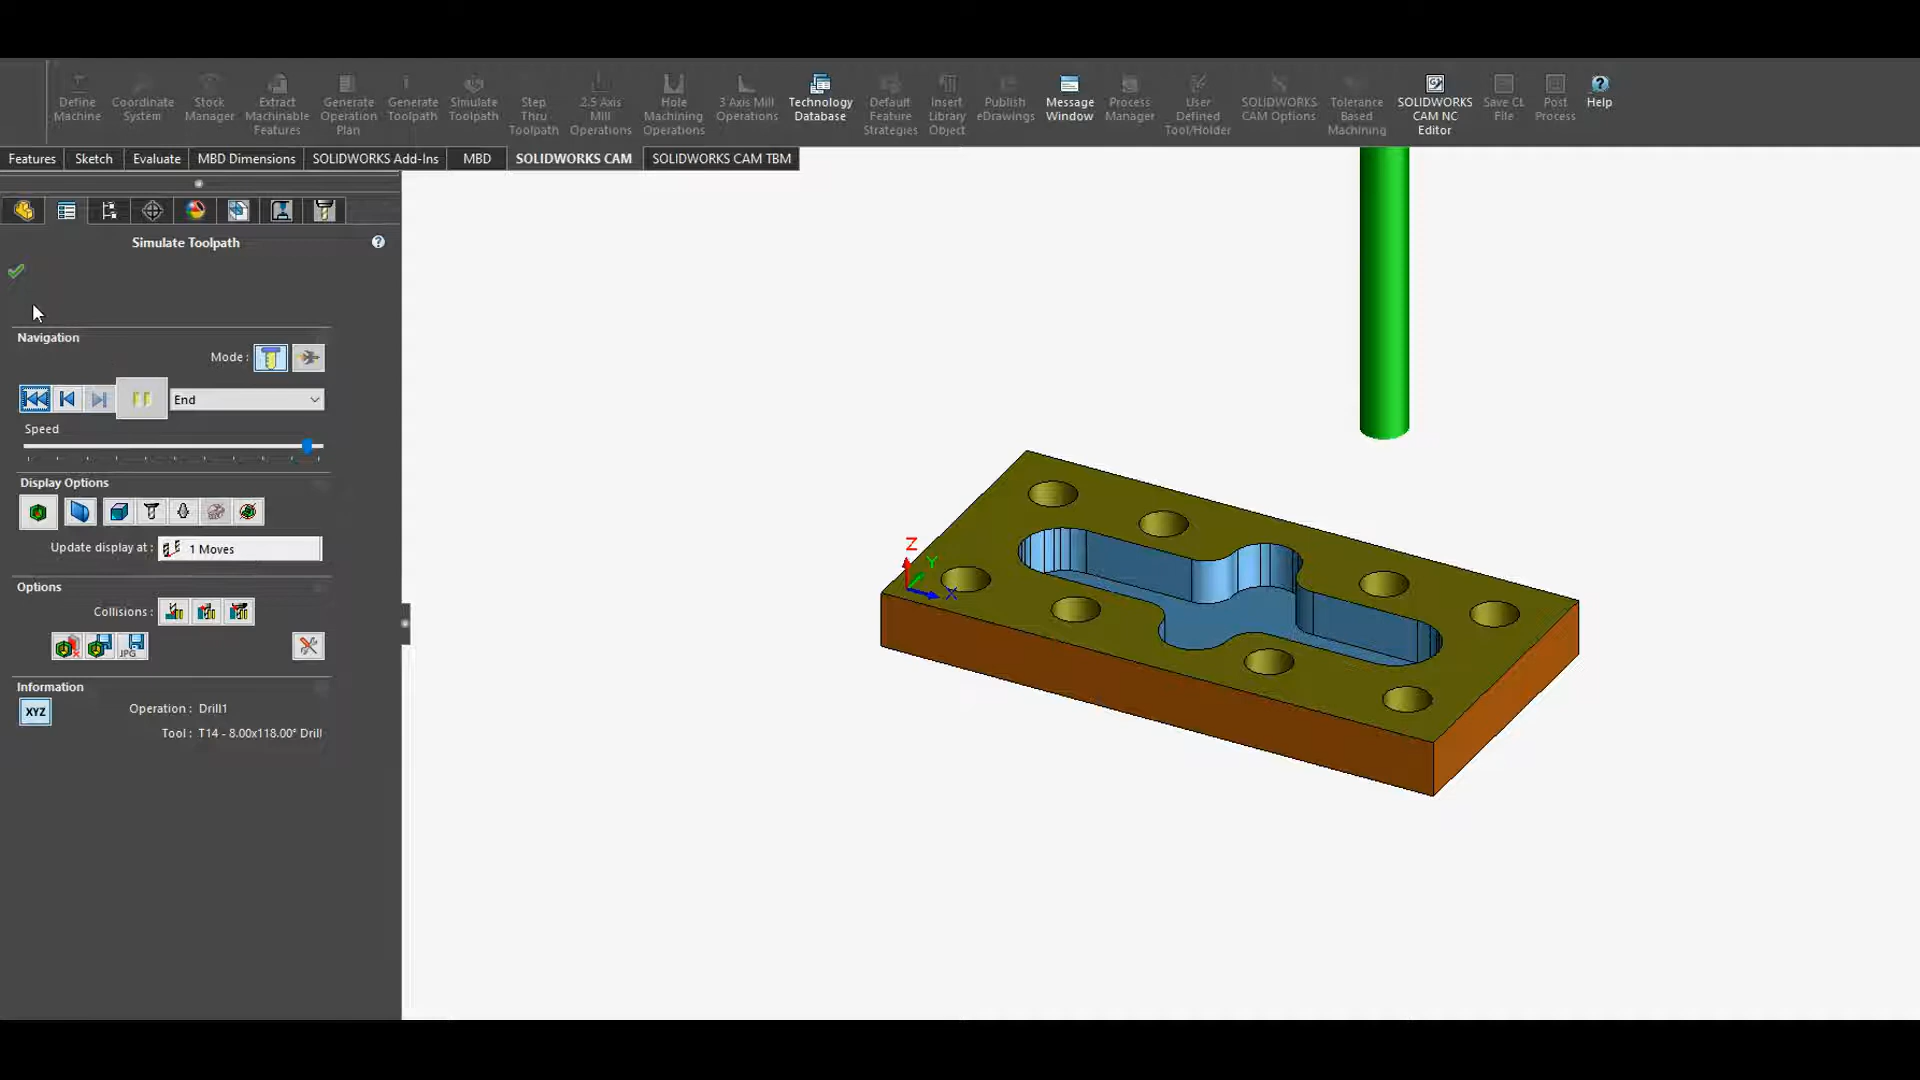 Define Machine
Coordinate System
Stock Manager
Extract Machinable Features
Generate Operation Plan
Generate Toolpath
Simulate Toolpath
Step Thru Toolpath
2.5 Axis Mill Operations
Hole Machining Operations
3 Axis Mill Operations
Technology Database
Default Feature Strategies
Insert Library Object
Publish eDrawings
Message Window
Process Manager
User Defined Tool/Holder
SOLIDWORKS CAM Options
Tolerance Based Machining
SOLIDWORKS CAM NC Editor
Save CL File
Post Process
Help
Features Sketch Evaluate MBD Dimensions SOLIDWORKS Add-Ins MBD SOLIDWORKS CAM SOLIDWORKS CAM TBM
Simulate Toolpath
Navigation
Mode :
End
Speed
Display Options
Update display at : 1 Moves
Options
Collisions :
JPG
Information
XYZ
Operation : Drill1
Tool : T14 - 8.00x118.00° Drill
Z
Y
X